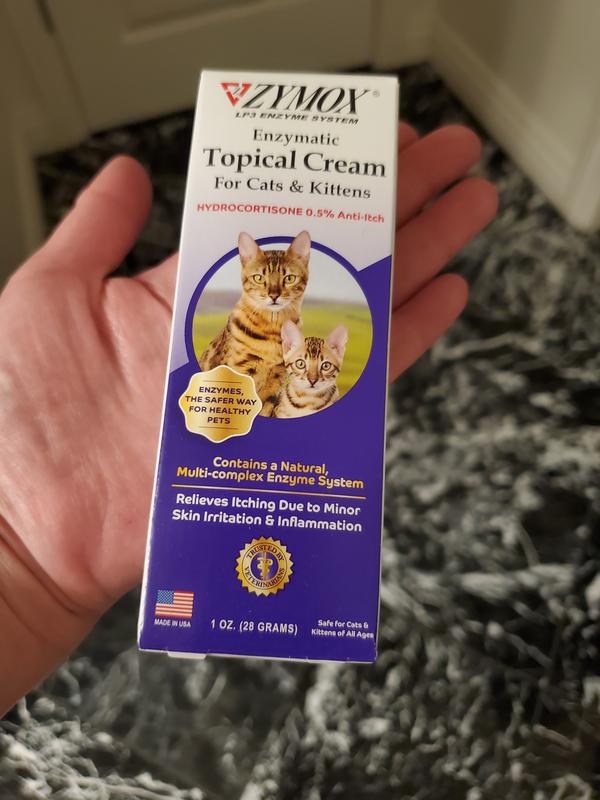 ZYMOX®
LP3 ENZYME SYSTEM
Enzymatic
Topical Cream
For Cats & Kittens
HYDROCORTISONE 0.5% Anti-Itch
ENZYMES,
THE SAFER WAY
FOR HEALTHY
PETS
Contains a Natural,
Multi-complex Enzyme System
Relieves Itching Due to Minor
Skin Irritation & Inflammation
TRUSTED BY
VETERINARIANS
MADE IN USA
1 OZ. (28 GRAMS)
Safe for Cats &
Kittens of All Ages